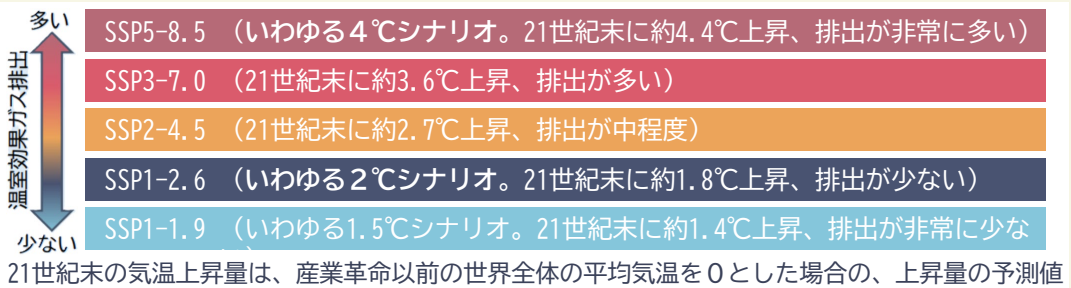 多い
温室効果ガス排出
少ない
SSP5-8.5 （いわゆる４℃シナリオ。21世紀末に約4.4℃上昇、排出が非常に多い）
SSP3-7.0 （21世紀末に約3.6℃上昇、排出が多い）
SSP2-4.5 （21世紀末に約2.7℃上昇、排出が中程度）
SSP1-2.6 （いわゆる２℃シナリオ。21世紀末に約1.8℃上昇、排出が少ない）
SSP1-1.9 （いわゆる1.5℃シナリオ。21世紀末に約1.4℃上昇、排出が非常に少な
21世紀末の気温上昇量は、産業革命以前の世界全体の平均気温を０とした場合の、上昇量の予測値